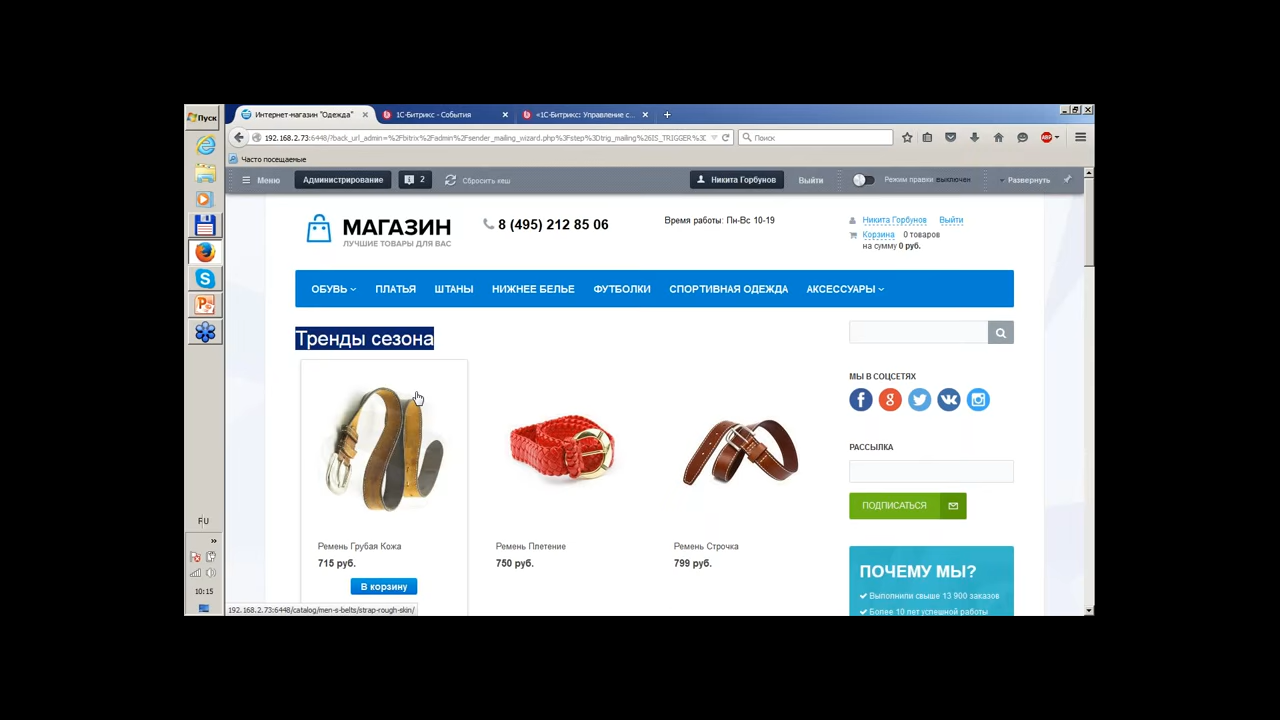 Пуск
Интернет-магазин "Одежда"
1С-Битрикс - События
«1С-Битрикс: Управление с...
192.168.2.73:6448/?back_url_admin=%2Fbitrix%2Fadmin%2Fsender_mailing_wizard.php%3Fstep%3Dtrig_mailing%26IS_TRIGGER%3D
Поиск
Часто посещаемые
Меню
Администрирование
2
Сбросить кеш
Никита Горбунов
Выйти
Режим правки выключен
Развернуть
МАГАЗИН
ЛУЧШИЕ ТОВАРЫ ДЛЯ ВАС
8 (495) 212 85 06
Время работы: Пн-Вс 10-19
Никита Горбунов Выйти
Корзина 0 товаров
на сумму 0 руб.
ОБУВЬ ПЛАТЬЯ ШТАНЫ НИЖНЕЕ БЕЛЬЕ ФУТБОЛКИ СПОРТИВНАЯ ОДЕЖДА АКСЕССУАРЫ
Тренды сезона
Ремень Грубая Кожа
715 руб.
В корзину
Ремень Плетение
750 руб.
Ремень Строчка
799 руб.
МЫ В СОЦСЕТЯХ
РАССЫЛКА
ПОДПИСАТЬСЯ
ПОЧЕМУ МЫ?
Выполнили свыше 13 900 заказов
Более 10 лет успешной работы
192.168.2.73:6448/catalog/men-s-belts/strap-rough-skin/
RU
10:15